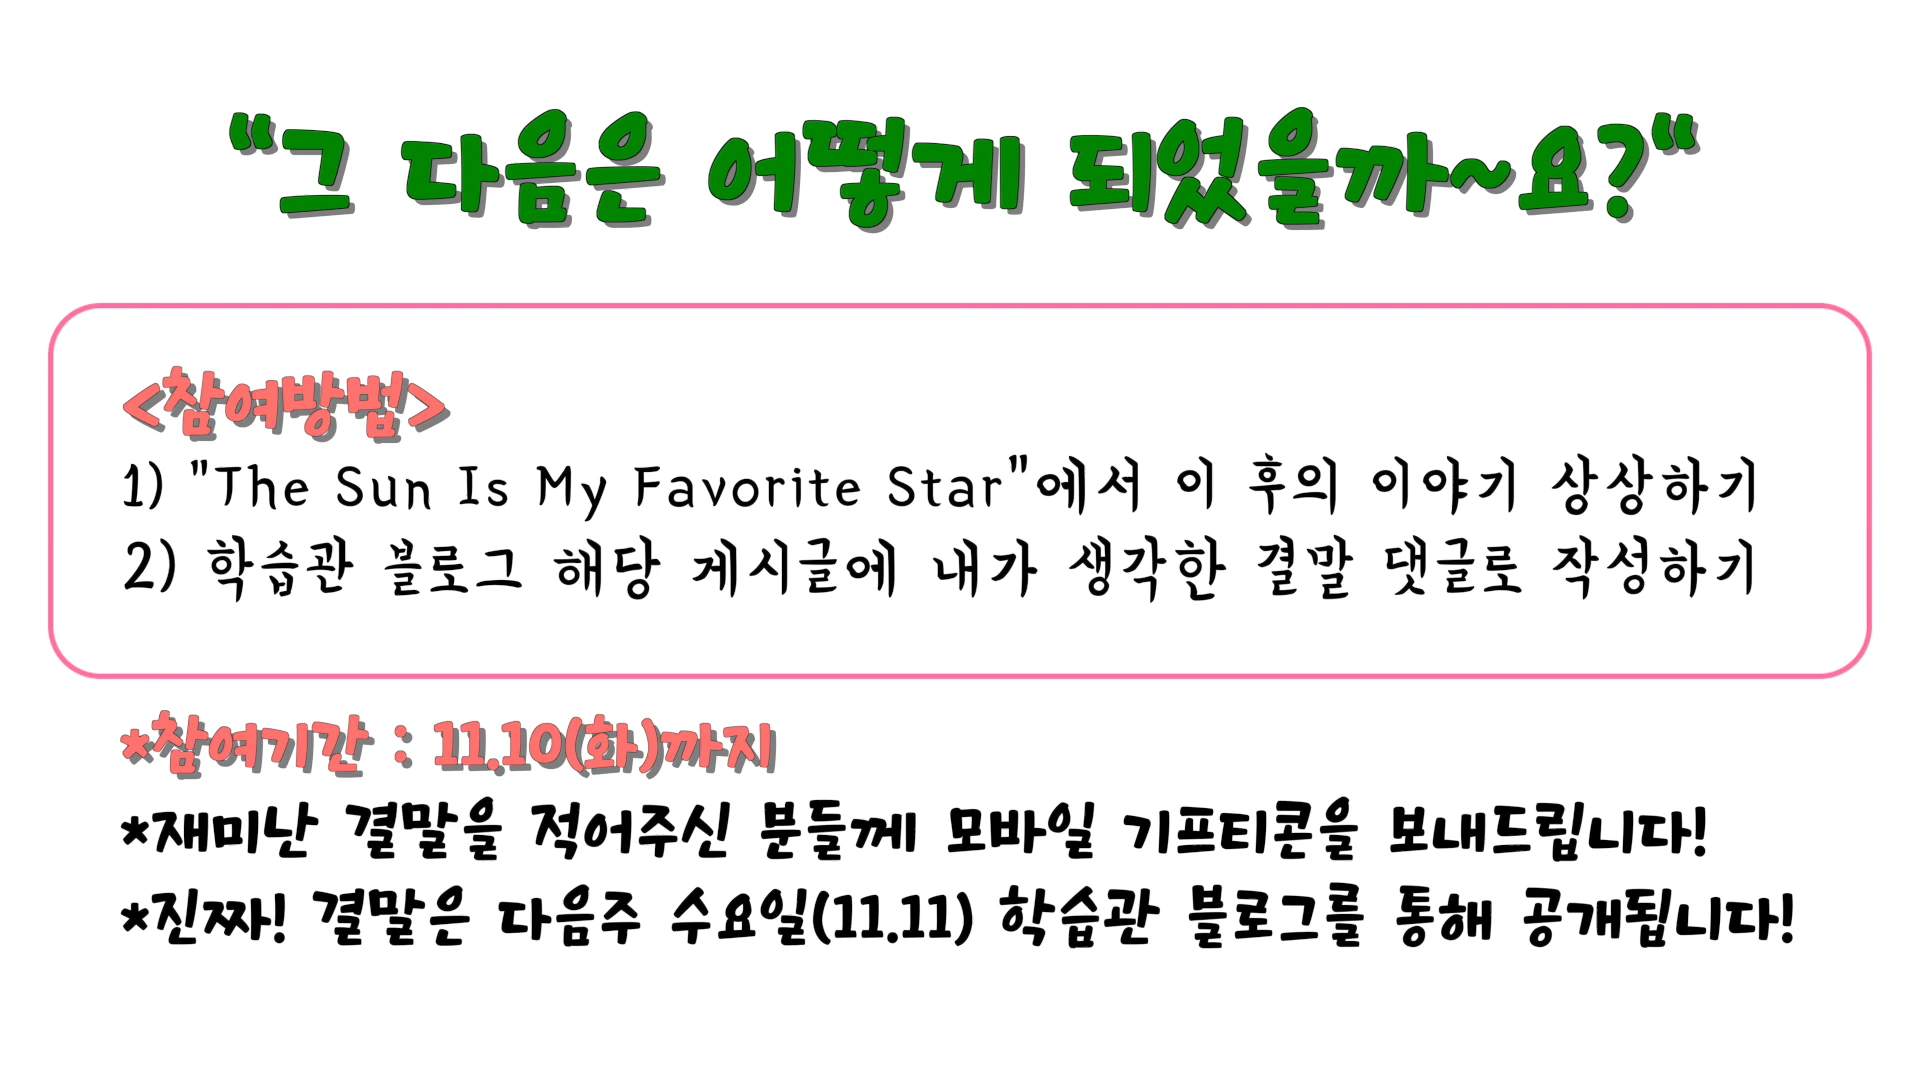 “그 다음은 어떻게 되었을까~요?“
<참여방법>
1) "The Sun Is My Favorite Star"에서 이 후의 이야기 상상하기
2) 학습관 블로그 해당 게시글에 내가 생각한 결말 댓글로 작성하기
*참여기간 : 11.10(화)까지
*재미난 결말을 적어주신 분들께 모바일 기프티콘을 보내드립니다!
*진짜! 결말은 다음주 수요일(11.11) 학습관 블로그를 통해 공개됩니다!